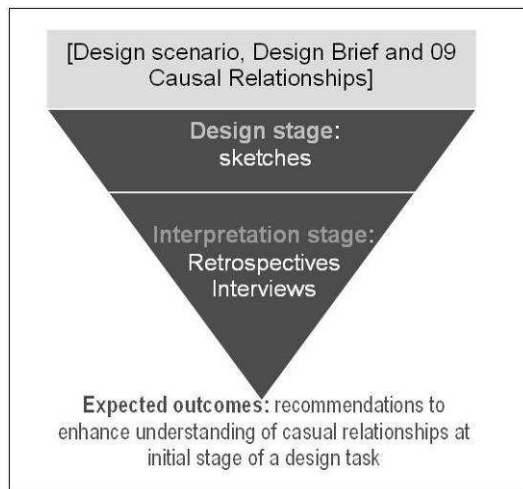 [Design scenario, Design Brief and 09
Causal Relationships]
Design stage:
sketches
Interpretation stage:
Retrospectives
Interviews
Expected outcomes: recommendations to
enhance understanding of casual relationships at
initial stage of a design task